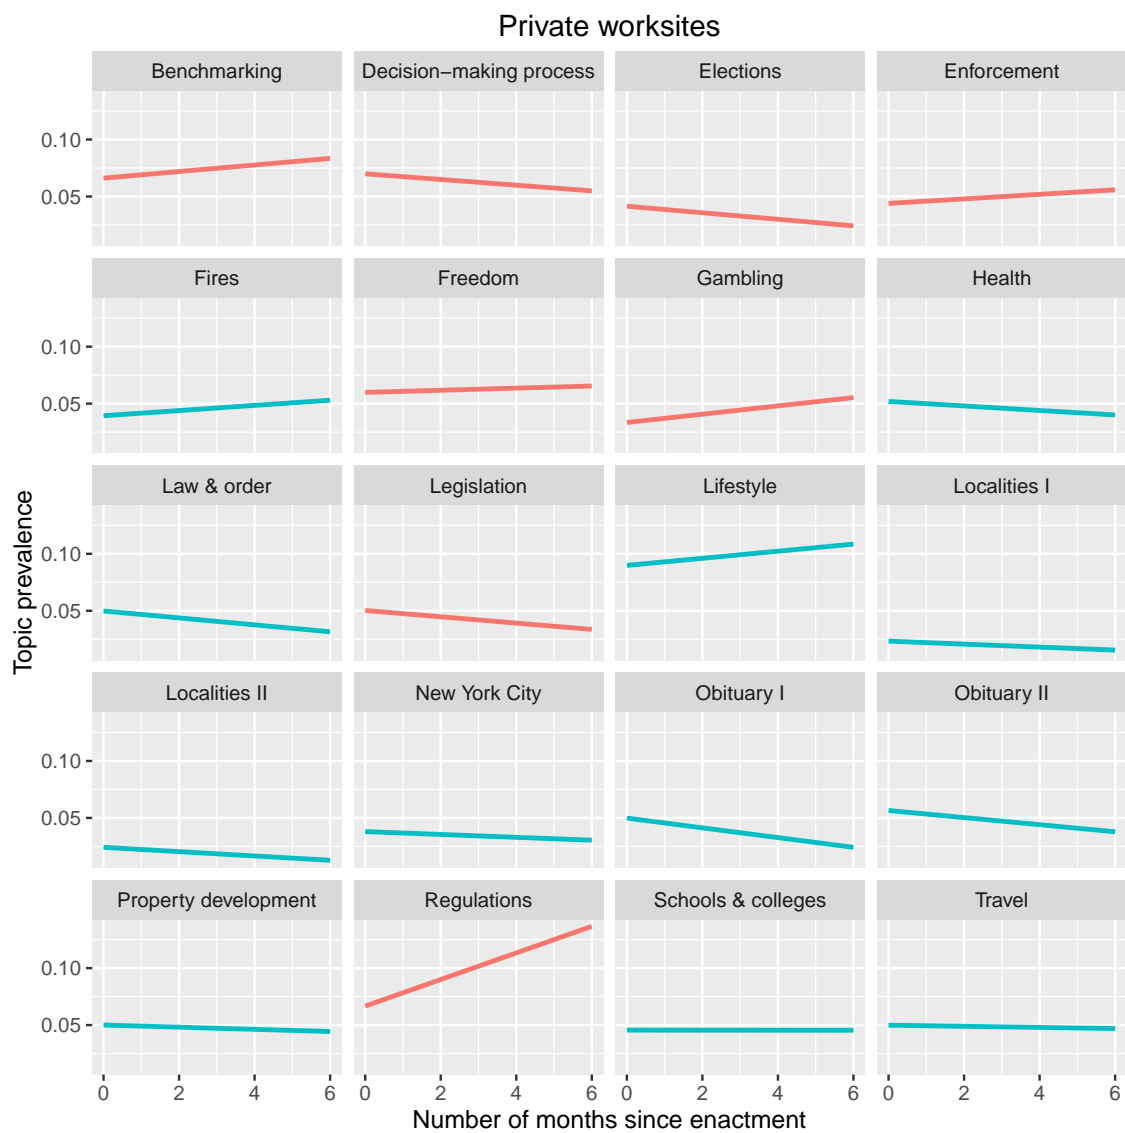 Private worksites
Benchmarking
Decision−making process
Elections
Enforcement
0.10
0.05
Fires
Freedom
Gambling
Health
0.10
0.05
Law & order
Legislation
Lifestyle
Localities I
0.10
0.05
Localities II
New York City
Obituary I
Obituary II
0.10
0.05
Property development
Regulations
Schools & colleges
Travel
0.10
0.05
0 2 4 6
0 2 4 6
0 2 4 6
0 2 4 6
Number of months since enactment
Topic prevalence